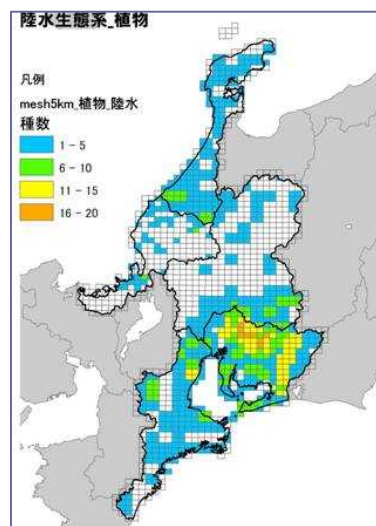 陸水生態系_植物
凡例
mesh5km_植物_陸水
種数
1 - 5
6 - 10
11 - 15
16 - 20